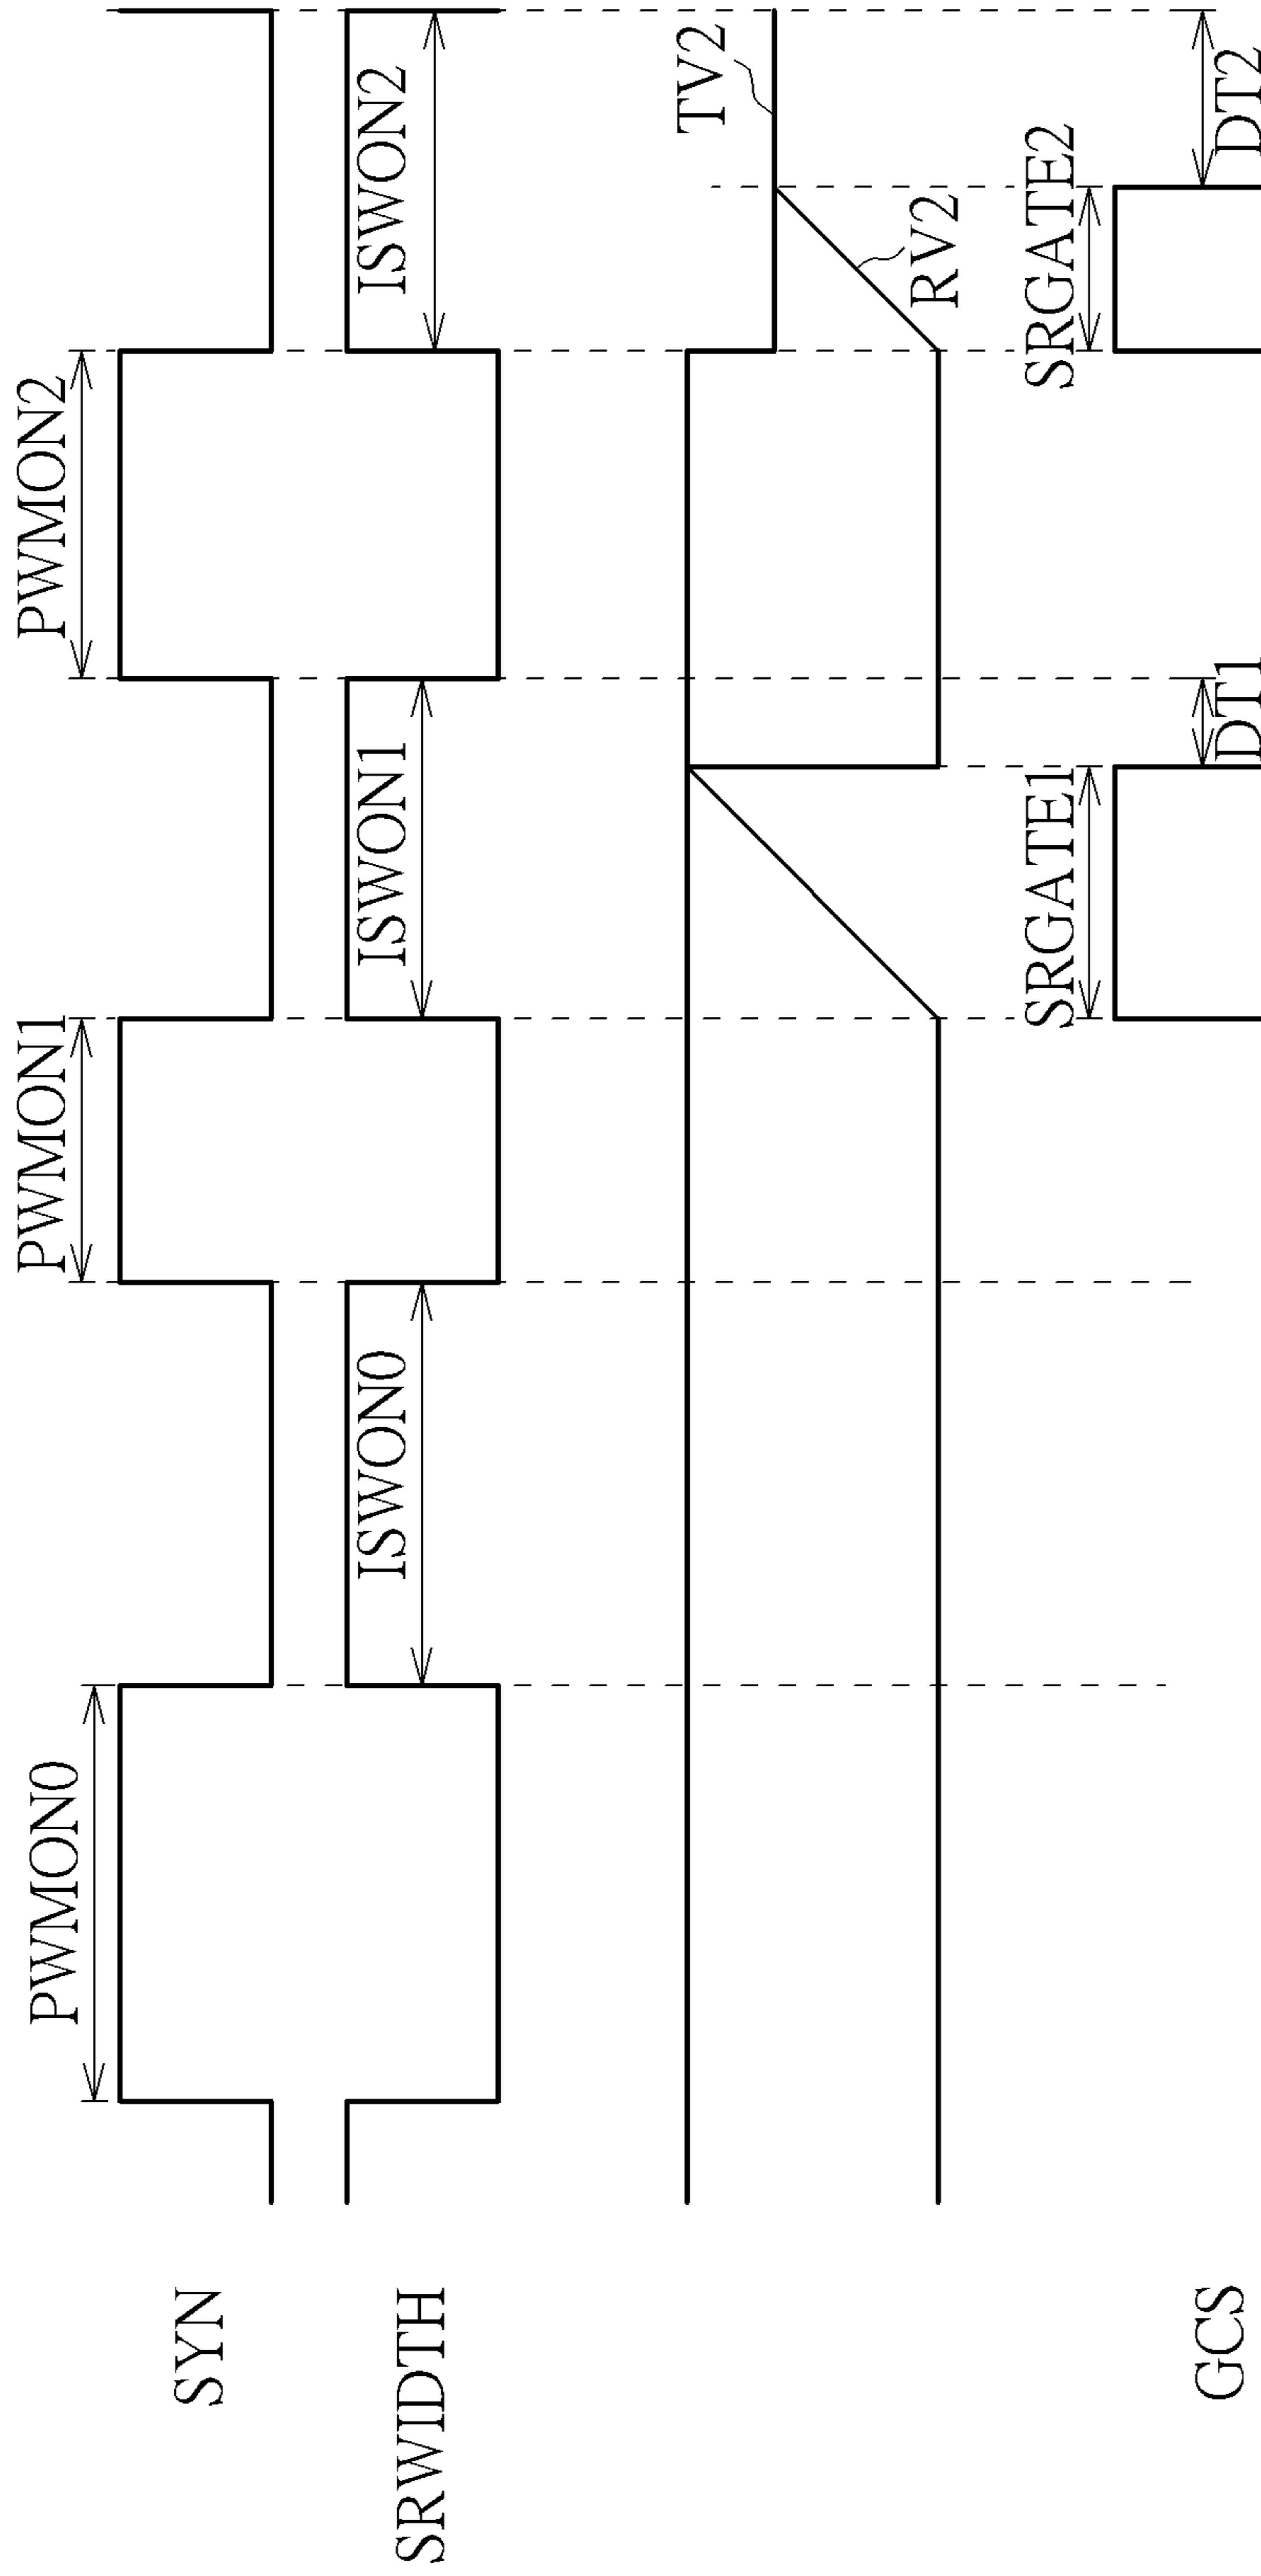 PWMON0
PWMON1
PWMON2
SYN
ISWON0
ISWON1
ISWON2
SRWIDTH
TV2
RV2
SRGATE1
SRGATE2
DT1
DT2
GCS